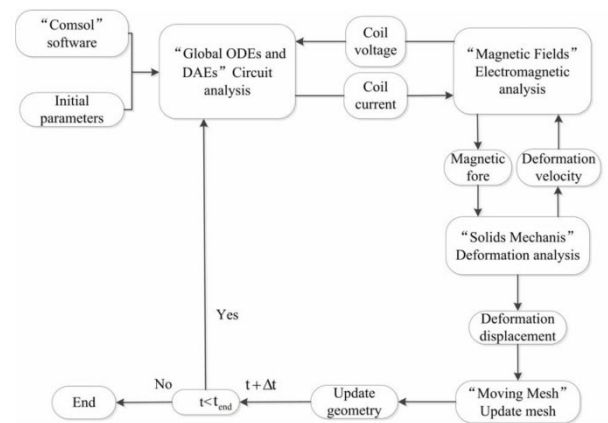 “Comsol”
software
Initial
parameters
“Global ODEs and
DAEs” Circuit
analysis
Coil
voltage
Coil
current
“Magnetic Fields”
Electromagnetic
analysis
Magnetic
fore
Deformation
velocity
“Solids Mechanis”
Deformation analysis
Deformation
displacement
“Moving Mesh”
Update mesh
Update
geometry
t+Δt
t<t_end
Yes
No
End